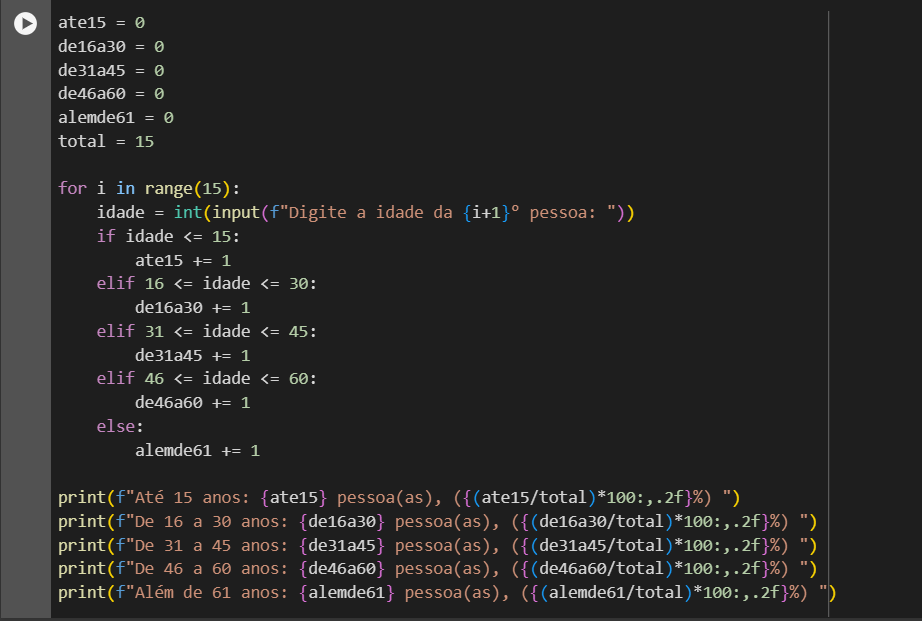 ate15 = 0
de16a30 = 0
de31a45 = 0
de46a60 = 0
alemde61 = 0
total = 15

for i in range(15):
    idade = int(input(f"Digite a idade da {i+1}º pessoa: "))
    if idade <= 15:
        ate15 += 1
    elif 16 <= idade <= 30:
        de16a30 += 1
    elif 31 <= idade <= 45:
        de31a45 += 1
    elif 46 <= idade <= 60:
        de46a60 += 1
    else:
        alemde61 += 1

print(f"Até 15 anos: {ate15} pessoa(as), ({(ate15/total)*100:,.2f}%) ")
print(f"De 16 a 30 anos: {de16a30} pessoa(as), ({(de16a30/total)*100:,.2f}%) ")
print(f"De 31 a 45 anos: {de31a45} pessoa(as), ({(de31a45/total)*100:,.2f}%) ")
print(f"De 46 a 60 anos: {de46a60} pessoa(as), ({(de46a60/total)*100:,.2f}%) ")
print(f"Além de 61 anos: {alemde61} pessoa(as), ({(alemde61/total)*100:,.2f}%) ")